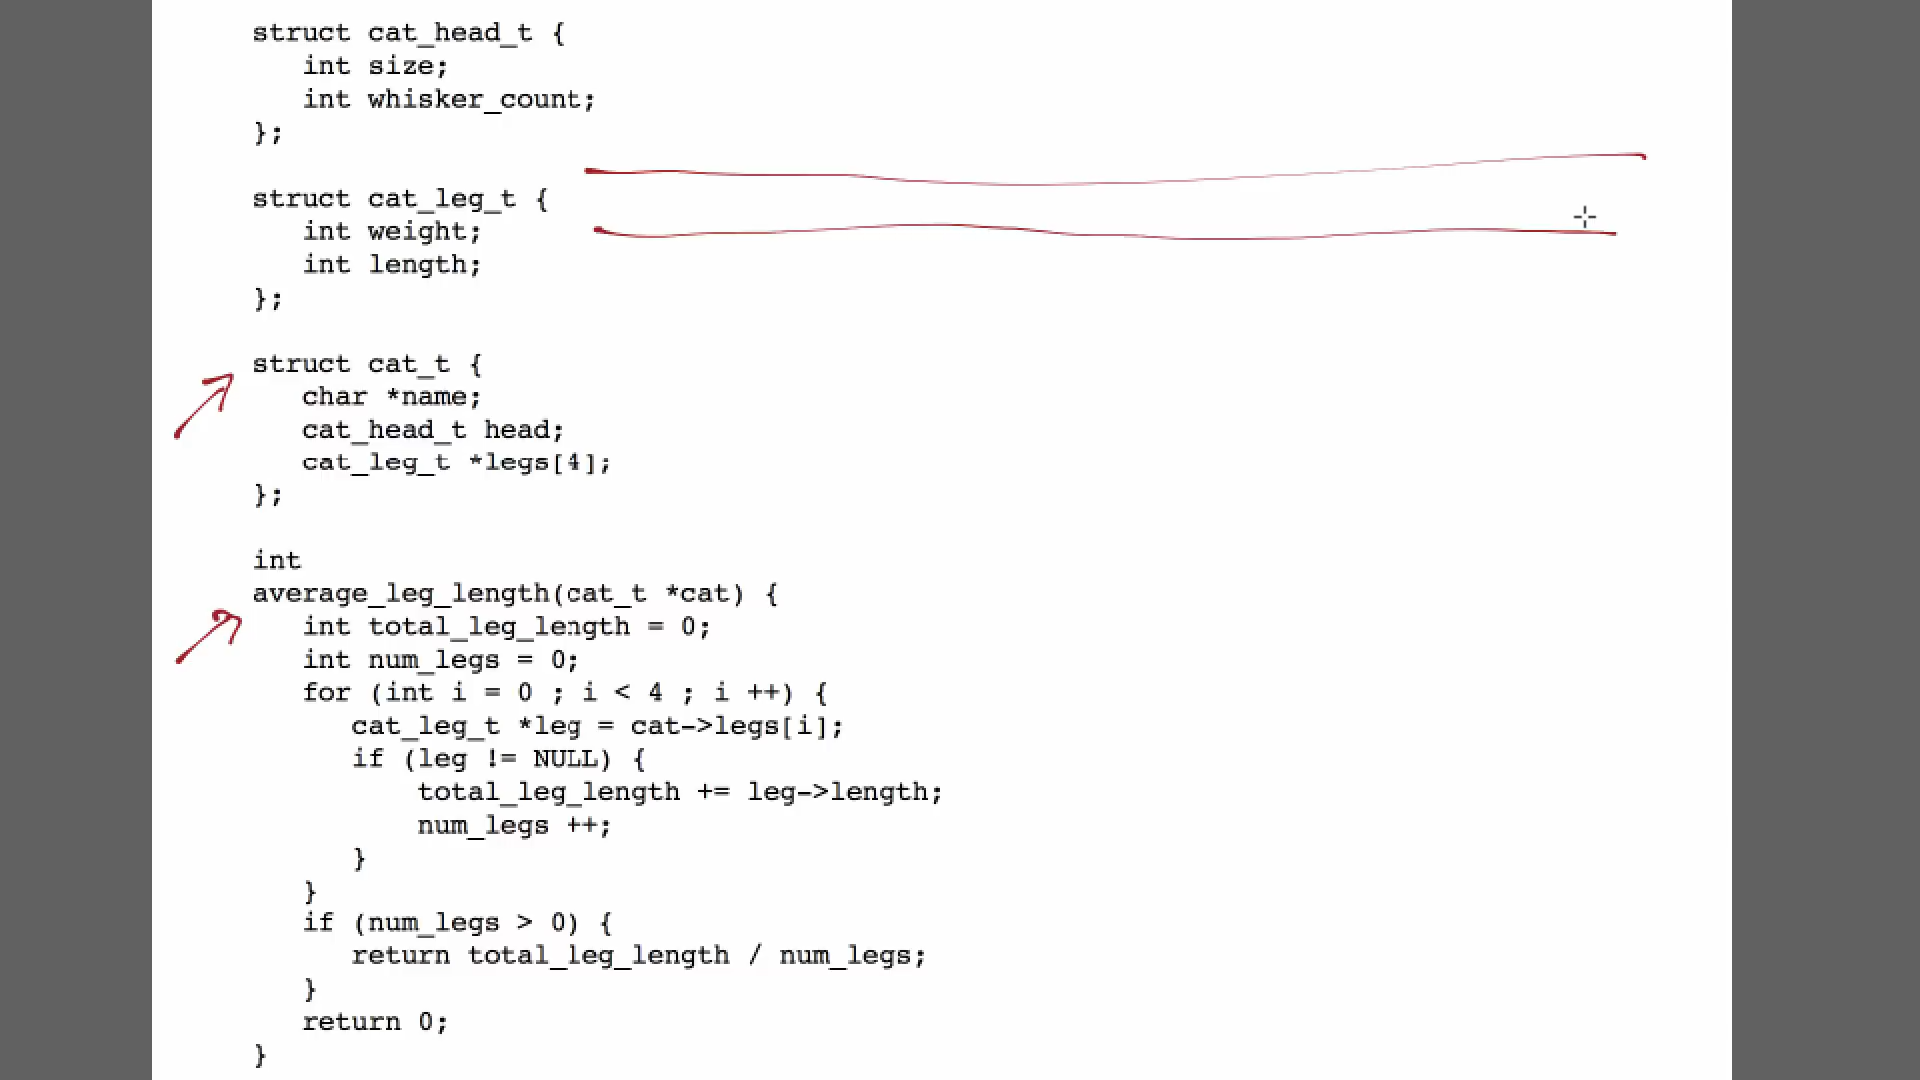 struct cat_head_t {
   int size;
   int whisker_count;
};

struct cat_leg_t {
   int weight;
   int length;
};

struct cat_t {
   char *name;
   cat_head_t head;
   cat_leg_t *legs[4];
};

int
average_leg_length(cat_t *cat) {
   int total_leg_length = 0;
   int num_legs = 0;
   for (int i = 0 ; i < 4 ; i ++) {
      cat_leg_t *leg = cat->legs[i];
      if (leg != NULL) {
          total_leg_length += leg->length;
          num_legs ++;
      }
   }
   if (num_legs > 0) {
      return total_leg_length / num_legs;
   }
   return 0;
}